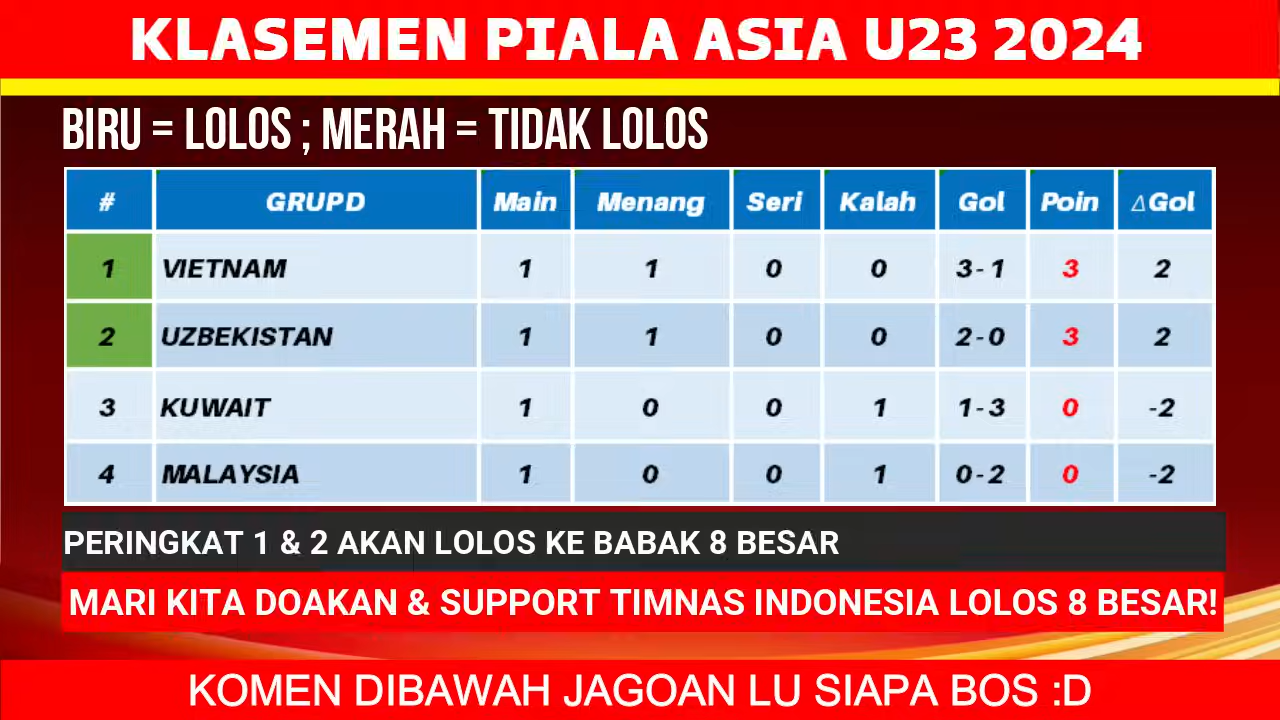 KLASEMEN PIALA ASIA U23 2024
BIRU = LOLOS ; MERAH = TIDAK LOLOS
# GRUP D Main Menang Seri Kalah Gol Poin △Gol
1 VIETNAM 1 1 0 0 3-1 3 2
2 UZBEKISTAN 1 1 0 0 2-0 3 2
3 KUWAIT 1 0 0 1 1-3 0 -2
4 MALAYSIA 1 0 0 1 0-2 0 -2
PERINGKAT 1 & 2 AKAN LOLOS KE BABAK 8 BESAR
MARI KITA DOAKAN & SUPPORT TIMNAS INDONESIA LOLOS 8 BESAR!
KOMEN DIBAWAH JAGOAN LU SIAPA BOS :D